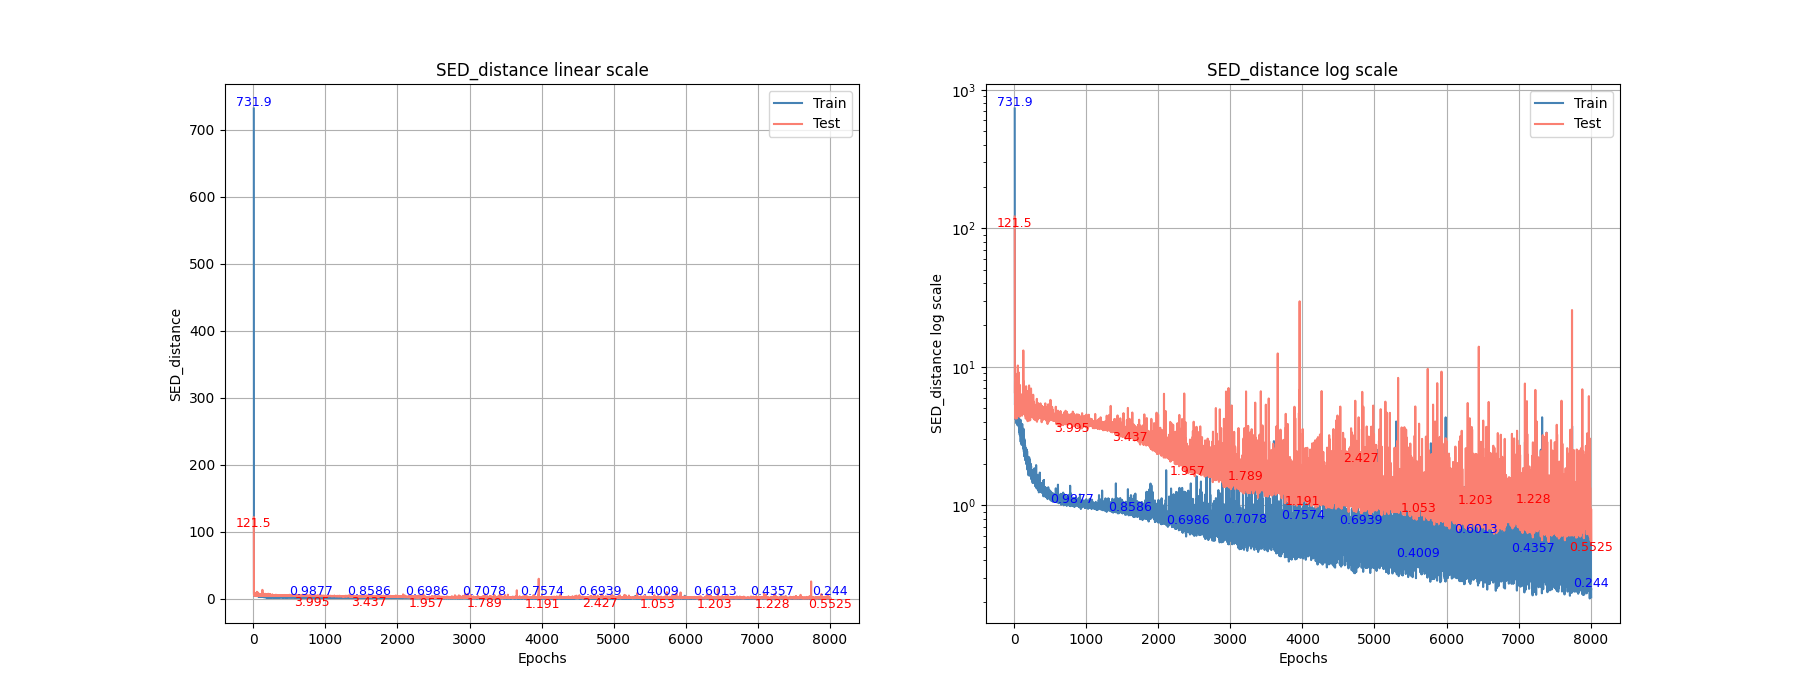 SED_distance linear scale
731.9
Train
Test
700
600
500
400
300
200
100
0
SED_distance
121.5
0.9877 0.8586 0.6986 0.7078 0.7574 0.6939 0.4009 0.6013 0.4357 0.244
3.995 3.437 1.957 1.789 1.191 2.427 1.053 1.203 1.228 0.5525
0 1000 2000 3000 4000 5000 6000 7000 8000
Epochs
SED_distance log scale
731.9
Train
Test
10³
10²
10¹
10⁰
SED_distance log scale
121.5
3.995 3.437 1.957 1.789 1.191 2.427 1.053 1.203 1.228 0.5525
0.9877 0.8586 0.6986 0.7078 0.7574 0.6939 0.4009 0.6013 0.4357 0.244
0 1000 2000 3000 4000 5000 6000 7000 8000
Epochs